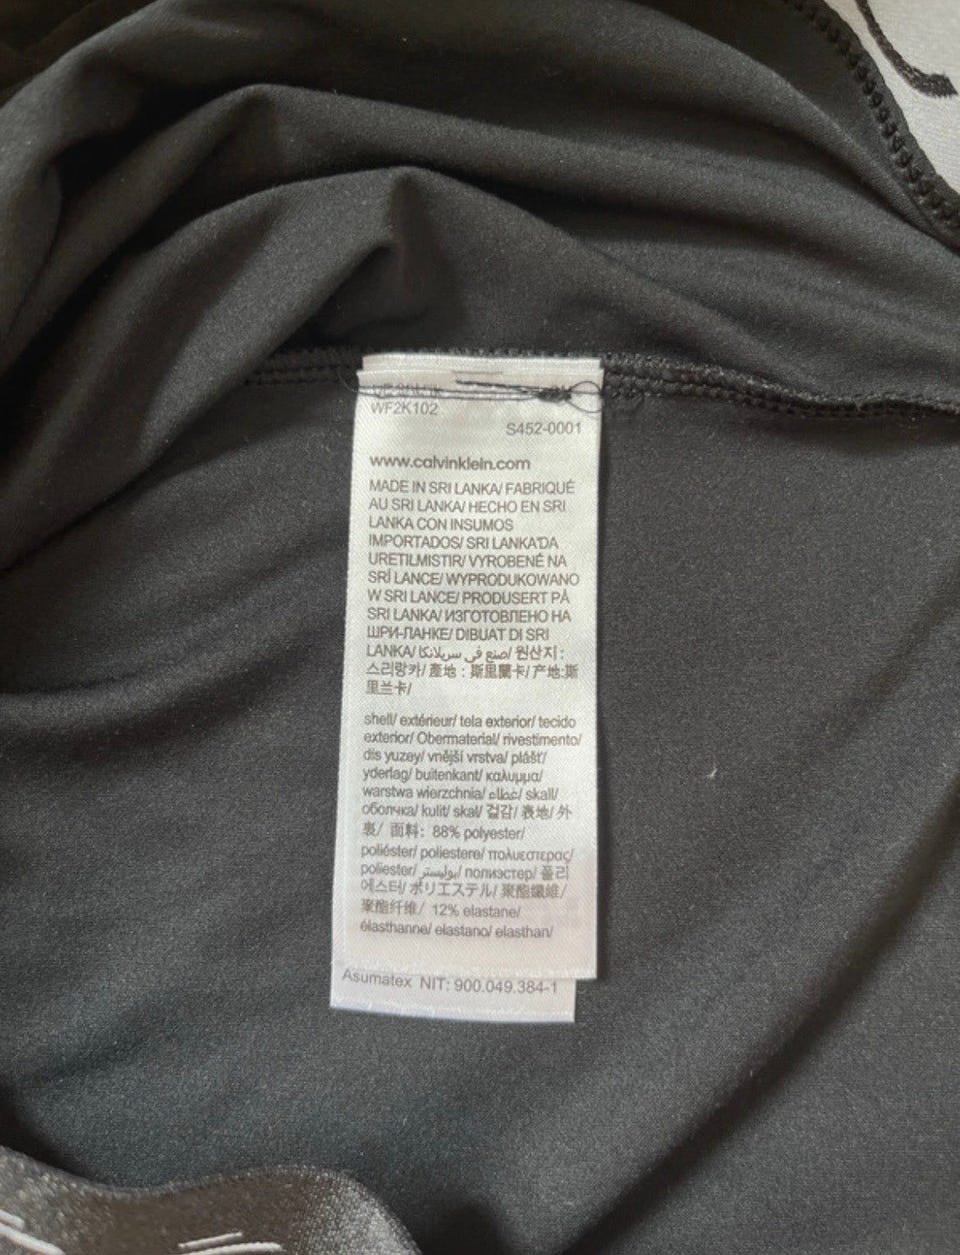 WF2K102
S452-0001
www.calvinklein.com
MADE IN SRI LANKA/ FABRIQUÉ
AU SRI LANKA/ HECHO EN SRI
LANKA CON INSUMOS
IMPORTADOS/ SRI LANKA'DA
URETILMISTIR/ VYROBENÉ NA
SRÍ LANCE/ WYPRODUKOWANO
W SRI LANCE/ PRODUSERT PÅ
SRI LANKA/ ИЗГОТОВЛЕНО НА
ШРИ-ЛАНКЕ/ DIBUAT DI SRI
LANKA/ صنع في سريلانكا/ 원산지 :
스리랑카/ 產地 : 斯里蘭卡/ 产地:斯
里兰卡/
shell/ extérieur/ tela exterior/ tecido
exterior/ Obermaterial/ rivestimento/
dis yuzey/ vnější vrstva/ plášť/
yderlag/ buitenkant/ καλυμμα/
warstwa wierzchnia/ غطاء/ skall/
оболчка/ kulit/ skal/ 겉감/ 表地/ 外
裏/ 面料: 88% polyester/
poliéster/ poliestere/ πολυεστερας/
poliester/ بوليستر/ полиэстер/ 폴리
에스터/ ポリエステル/ 聚酯纖維/
聚酯纤维/ 12% elastane/
élasthanne/ elastano/ elasthan/
Asumatex NIT: 900.049.384-1